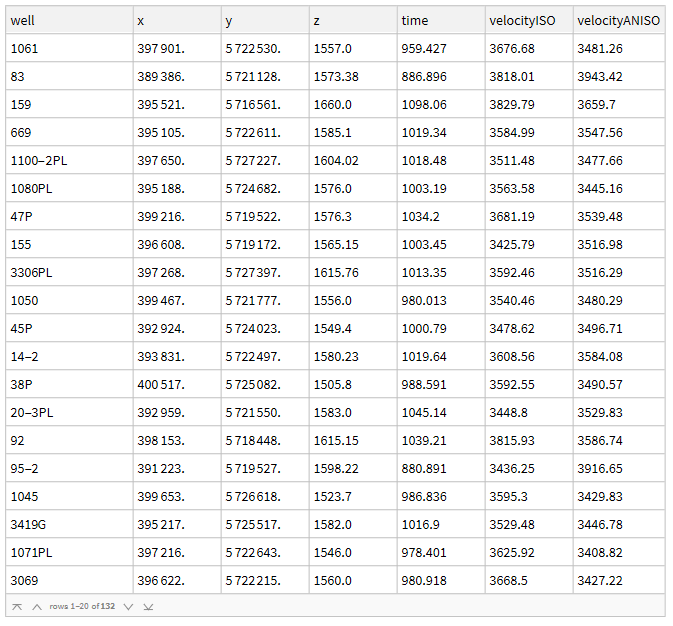 well x y z time velocityISO velocityANISO
1061 397 901. 5 722 530. 1557.0 959.427 3676.68 3481.26
83 389 386. 5 721 128. 1573.38 886.896 3818.01 3943.42
159 395 521. 5 716 561. 1660.0 1098.06 3829.79 3659.7
669 395 105. 5 722 611. 1585.1 1019.34 3584.99 3547.56
1100–2PL 397 650. 5 727 227. 1604.02 1018.48 3511.48 3477.66
1080PL 395 188. 5 724 682. 1576.0 1003.19 3563.58 3445.16
47P 399 216. 5 719 522. 1576.3 1034.2 3681.19 3539.48
155 396 608. 5 719 172. 1565.15 1003.45 3425.79 3516.98
3306PL 397 268. 5 727 397. 1615.76 1013.35 3592.46 3516.29
1050 399 467. 5 721 777. 1556.0 980.013 3540.46 3480.29
45P 392 924. 5 724 023. 1549.4 1000.79 3478.62 3496.71
14–2 393 831. 5 722 497. 1580.23 1019.64 3608.56 3584.08
38P 400 517. 5 725 082. 1505.8 988.591 3592.55 3490.57
20–3PL 392 959. 5 721 550. 1583.0 1045.14 3448.8 3529.83
92 398 153. 5 718 448. 1615.15 1039.21 3815.93 3586.74
95–2 391 223. 5 719 527. 1598.22 880.891 3436.25 3916.65
1045 399 653. 5 726 618. 1523.7 986.836 3595.3 3429.83
3419G 395 217. 5 725 517. 1582.0 1016.9 3529.48 3446.78
1071PL 397 216. 5 722 643. 1546.0 978.401 3625.92 3408.82
3069 396 622. 5 722 215. 1560.0 980.918 3668.5 3427.22
rows 1–20 of 132